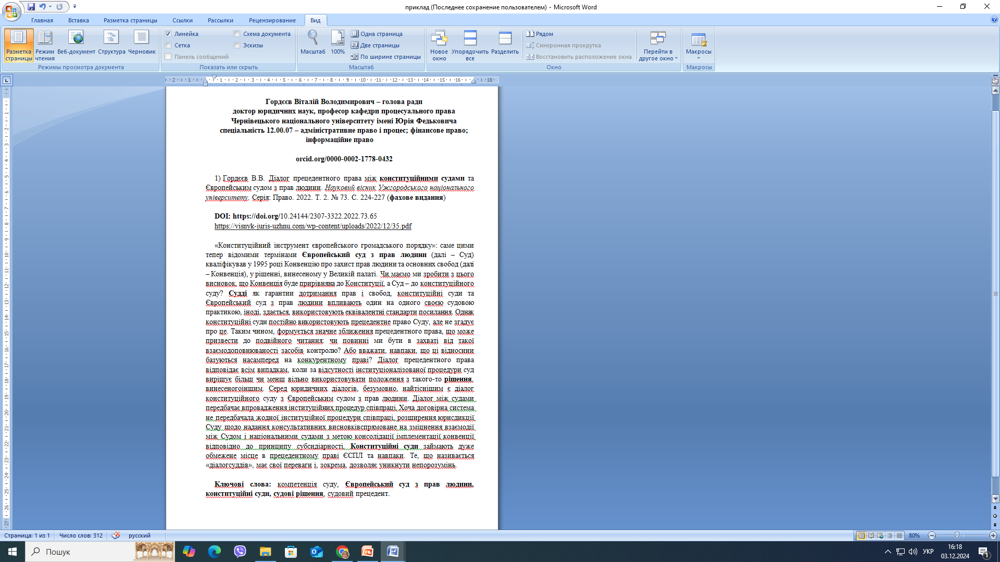 приклад (Последнее сохранение пользователем) - Microsoft Word
Главная Вставка Разметка страницы Ссылки Рассылки Рецензирование Вид
Разметка страницы
Режим чтения
Веб-документ
Структура
Черновик
Режимы просмотра документа
Линейка
Сетка
Панель сообщений
Схема документа
Эскизы
Показать или скрыть
Масштаб
100%
Одна страница
Две страницы
По ширине страницы
Масштаб
Новое окно
Упорядочить все
Разделить
Рядом
Синхронная прокрутка
Восстановить расположение окна
Перейти в другое окно
Окно
Макросы
Макросы
Гордєєв Віталій Володимирович – голова ради
доктор юридичних наук, професор кафедри процесуального права
Чернівецького національного університету імені Юрія Федьковича
спеціальність 12.00.07 – адміністративне право і процес; фінансове право;
інформаційне право
orcid.org/0000-0002-1778-0432
1) Гордєєв В.В. Діалог прецедентного права між конституційними судами та
Європейським судом з прав людини. Науковий вісник Ужгородського національного
університету. Серія: Право. 2022. Т. 2. № 73. С. 224-227 (фахове видання)
DOI: https://doi.org/10.24144/2307-3322.2022.73.65
https://visnyk-juris-uzhnu.com/wp-content/uploads/2022/12/35.pdf
«Конституційний інструмент європейського громадського порядку»: саме цими
тепер відомими термінами Європейський суд з прав людини (далі – Суд)
кваліфікував у 1995 році Конвенцію про захист прав людини та основних свобод (далі
– Конвенція), у рішенні, винесеному у Великій палаті. Чи маємо ми зробити з цього
висновок, що Конвенція буде прирівняна до Конституції, а Суд – до конституційного
суду? Судді як гарантии дотримання прав і свобод, конституційні суди та
Європейський суд з прав людини впливають один на одного своєю судовою
практикою, іноді, здається, використовують еквівалентні стандарти посилання. Однак
конституційні суди постійно використовують прецедентне право Суду, але не згадує
про це. Таким чином, формується значне зближення прецедентного права, що може
призвести до подвійного читання: чи повинні ми бути в захваті від такої
взаємодоповнюваності засобів контролю? Або вважати, навпаки, що ці відносини
базуються насамперед на конкурентному праві? Діалог прецедентного права
відповідає всім випадкам, коли за відсутності інституціоналізованої процедури суд
вирішує більш чи менш вільно використовувати положення з такого-то рішення,
винесеногоіншим. Серед юридичних діалогів, безумовно, найтіснішим є діалог
конституційного суду з Європейським судом з прав людини. Діалог між судами
передбачає впровадження інституційних процедур співпраці. Хоча договірна система
не передбачала жодної інституційної процедури співпраці, розширення юрисдикції
Суду щодо надання консультативних висновківспрямоване на зміцнення взаємодії
між Судом і національними судами з метою консолідації імплементації конвенції
відповідно до принципу субсидіарності. Конституційні суди займають дуже
обмежене місце в прецедентному праві ЄСПЛ та навпаки. Те, що називається
«діалогсуддів», має свої переваги і, зокрема, дозволяє уникнути непорозумінь.
Ключові слова: компетенція суду, Європейський суд з прав людини,
конституційні суди, судові рішення, судовий прецедент.
Страница: 1 из 1 Число слов: 312 русский 80%
Пошук УКР 16:18
03.12.2024
1